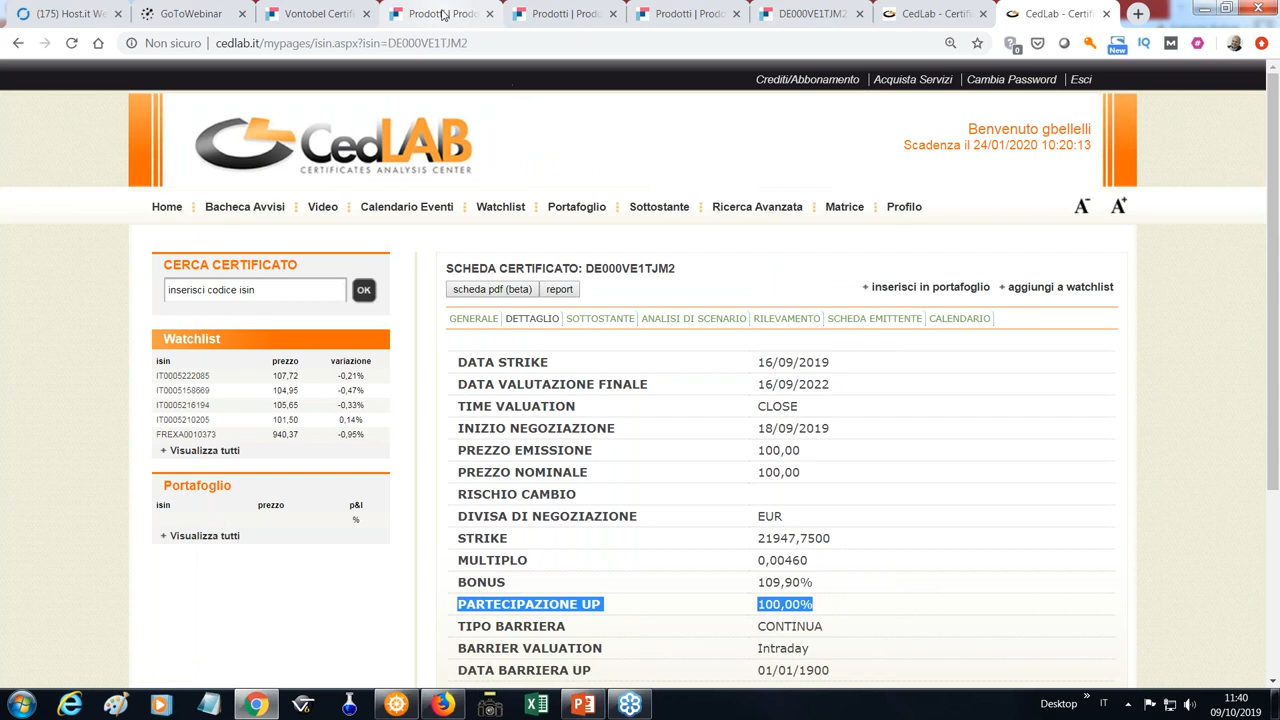 (175) Host.it We
GoToWebinar
Vontobel Certifi
Prodotti | Prodo
Prodotti | Prodo
Prodotti | Prodo
DE000VE1TJM2 |
CedLab - Certifi
CedLab - Certifi
Non sicuro | cedlab.it/mypages/isin.aspx?isin=DE000VE1TJM2
New
Crediti/Abbonamento | Acquista Servizi | Cambia Password | Esci
CedLAB
CERTIFICATES ANALYSIS CENTER
Benvenuto gbellelli
Scadenza il 24/01/2020 10:20:13
Home Bacheca Avvisi Video Calendario Eventi Watchlist Portafoglio Sottostante Ricerca Avanzata Matrice Profilo A- A+
CERCA CERTIFICATO
inserisci codice isin OK
Watchlist
isin prezzo variazione
IT0005222085 107,72 -0,21%
IT0005158669 104,95 -0,47%
IT0005216194 105,65 -0,33%
IT0005210205 101,50 0,14%
FREXA0010373 940,37 -0,95%
+ Visualizza tutti
Portafoglio
isin prezzo p&l
%
+ Visualizza tutti
SCHEDA CERTIFICATO: DE000VE1TJM2
scheda pdf (beta) report + inserisci in portafoglio + aggiungi a watchlist
GENERALE | DETTAGLIO | SOTTOSTANTE | ANALISI DI SCENARIO | RILEVAMENTO | SCHEDA EMITTENTE | CALENDARIO |
DATA STRIKE 16/09/2019
DATA VALUTAZIONE FINALE 16/09/2022
TIME VALUATION CLOSE
INIZIO NEGOZIAZIONE 18/09/2019
PREZZO EMISSIONE 100,00
PREZZO NOMINALE 100,00
RISCHIO CAMBIO
DIVISA DI NEGOZIAZIONE EUR
STRIKE 21947,7500
MULTIPLO 0,00460
BONUS 109,90%
PARTECIPAZIONE UP 100,00%
TIPO BARRIERA CONTINUA
BARRIER VALUATION Intraday
DATA BARRIERA UP 01/01/1900
Desktop » IT 11:40
09/10/2019